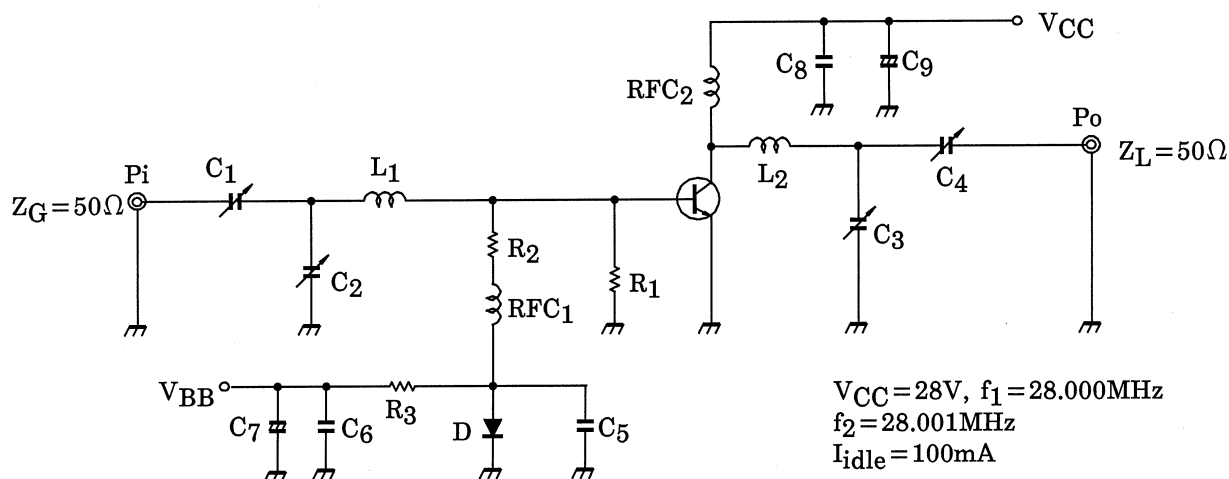 VCC
C8
C9
RFC2
Po
ZL=50Ω
L2
C4
C1
L1
Pi
ZG=50Ω
C3
R2
C2
R1
RFC1
VBB
R3
C7
C6
D
C5
VCC=28V, f1=28.000MHz
f2=28.001MHz
Iidle=100mA